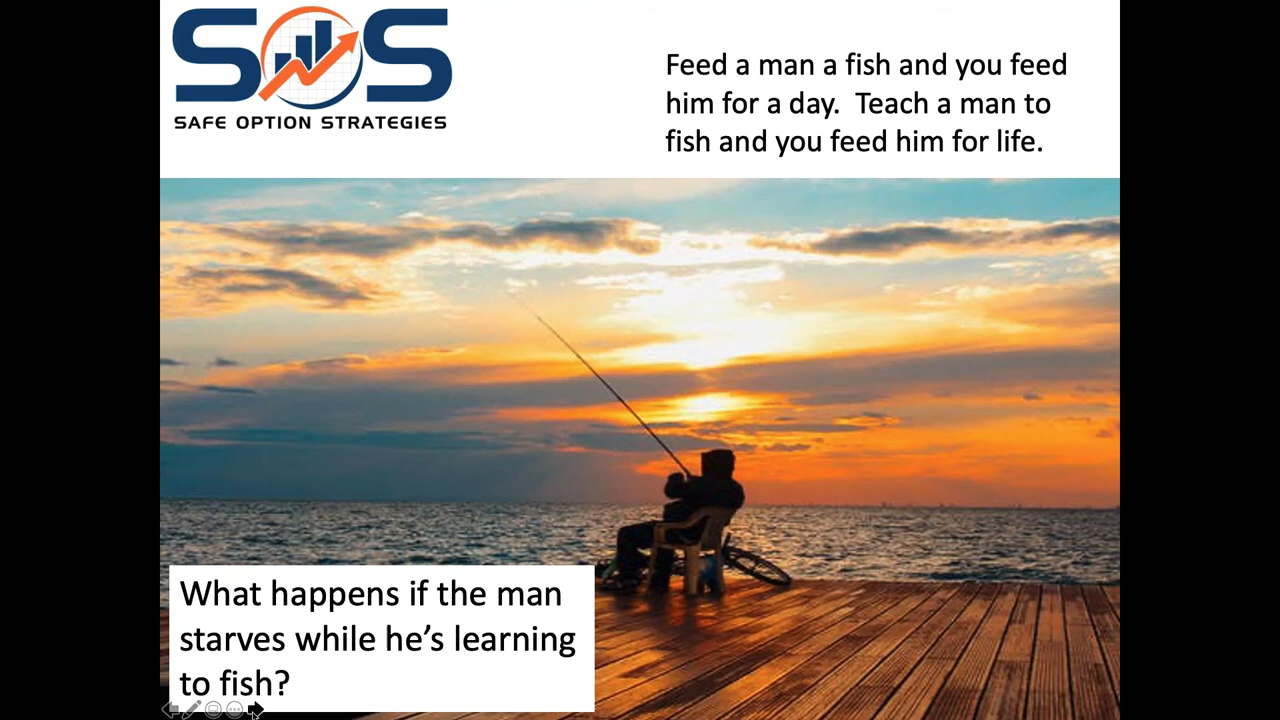 SOS
SAFE OPTION STRATEGIES
Feed a man a fish and you feed
him for a day.  Teach a man to
fish and you feed him for life.
What happens if the man
starves while he’s learning
to fish?